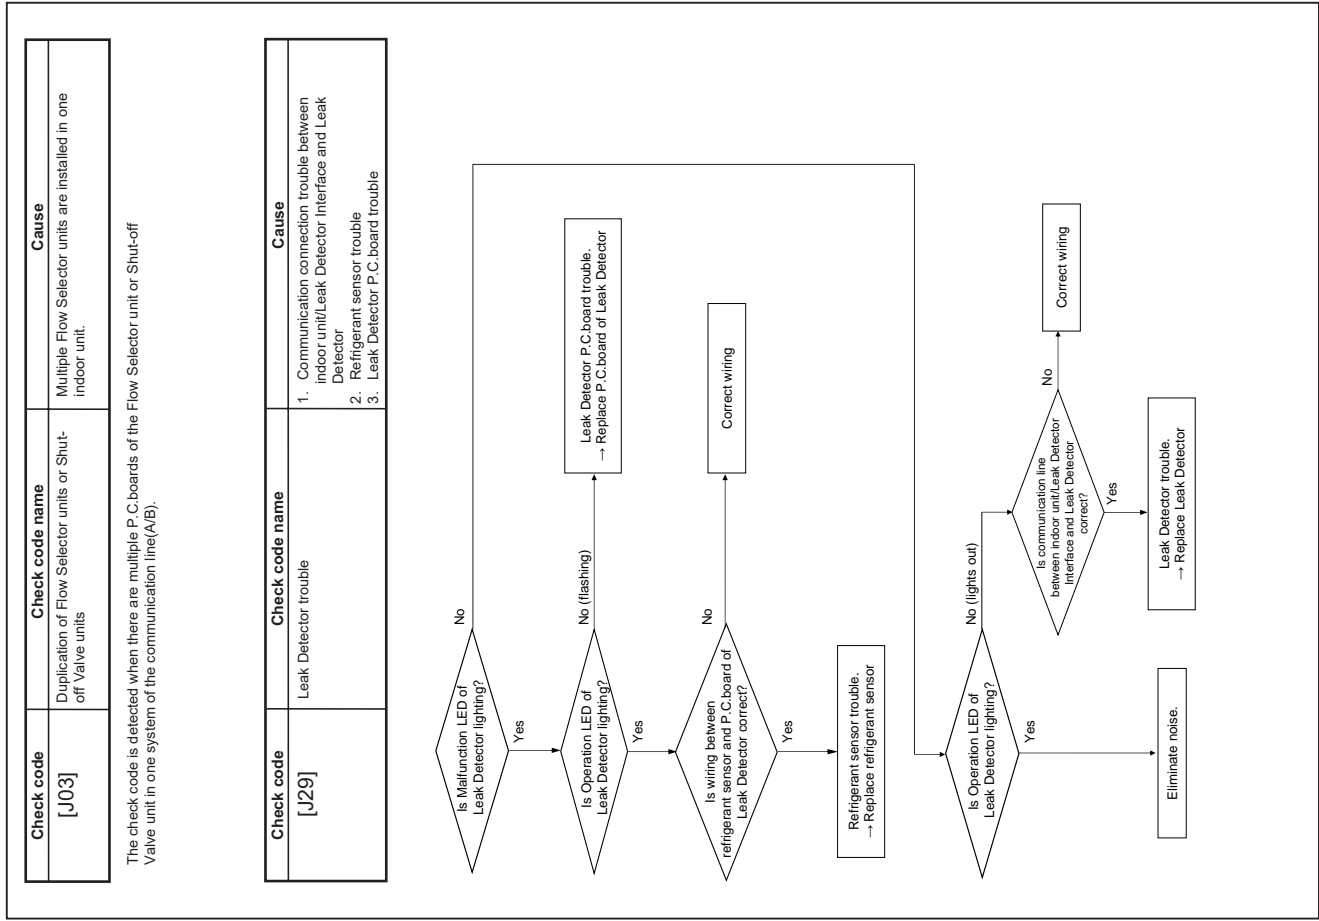 Check code
Check code name
Cause
[J03]
Duplication of Flow Selector units or Shut-
off Valve units
Multiple Flow Selector units are installed in one
indoor unit.
The check code is detected when there are multiple P.C.boards of the Flow Selector unit or Shut-off
Valve unit in one system of the communication line(A/B).
Check code
Check code name
Cause
[J29]
Leak Detector trouble
1. Communication connection trouble between
indoor unit/Leak Detector Interface and Leak
Detector
2. Refrigerant sensor trouble
3. Leak Detector P.C.board trouble
Is Malfunction LED of
Leak Detector lighting?
No
Yes
Is Operation LED of
Leak Detector lighting?
No (flashing)
Leak Detector P.C.board trouble.
→ Replace P.C.board of Leak Detector
Yes
Is wiring between
refrigerant sensor and P.C.board of
Leak Detector correct?
No
Correct wiring
Yes
Refrigerant sensor trouble.
→ Replace refrigerant sensor
Is Operation LED of
Leak Detector lighting?
No (lights out)
Yes
Is communication line
between indoor unit/Leak Detector
Interface and Leak Detector
correct?
No
Correct wiring
Yes
Leak Detector trouble.
→ Replace Leak Detector
Eliminate noise.